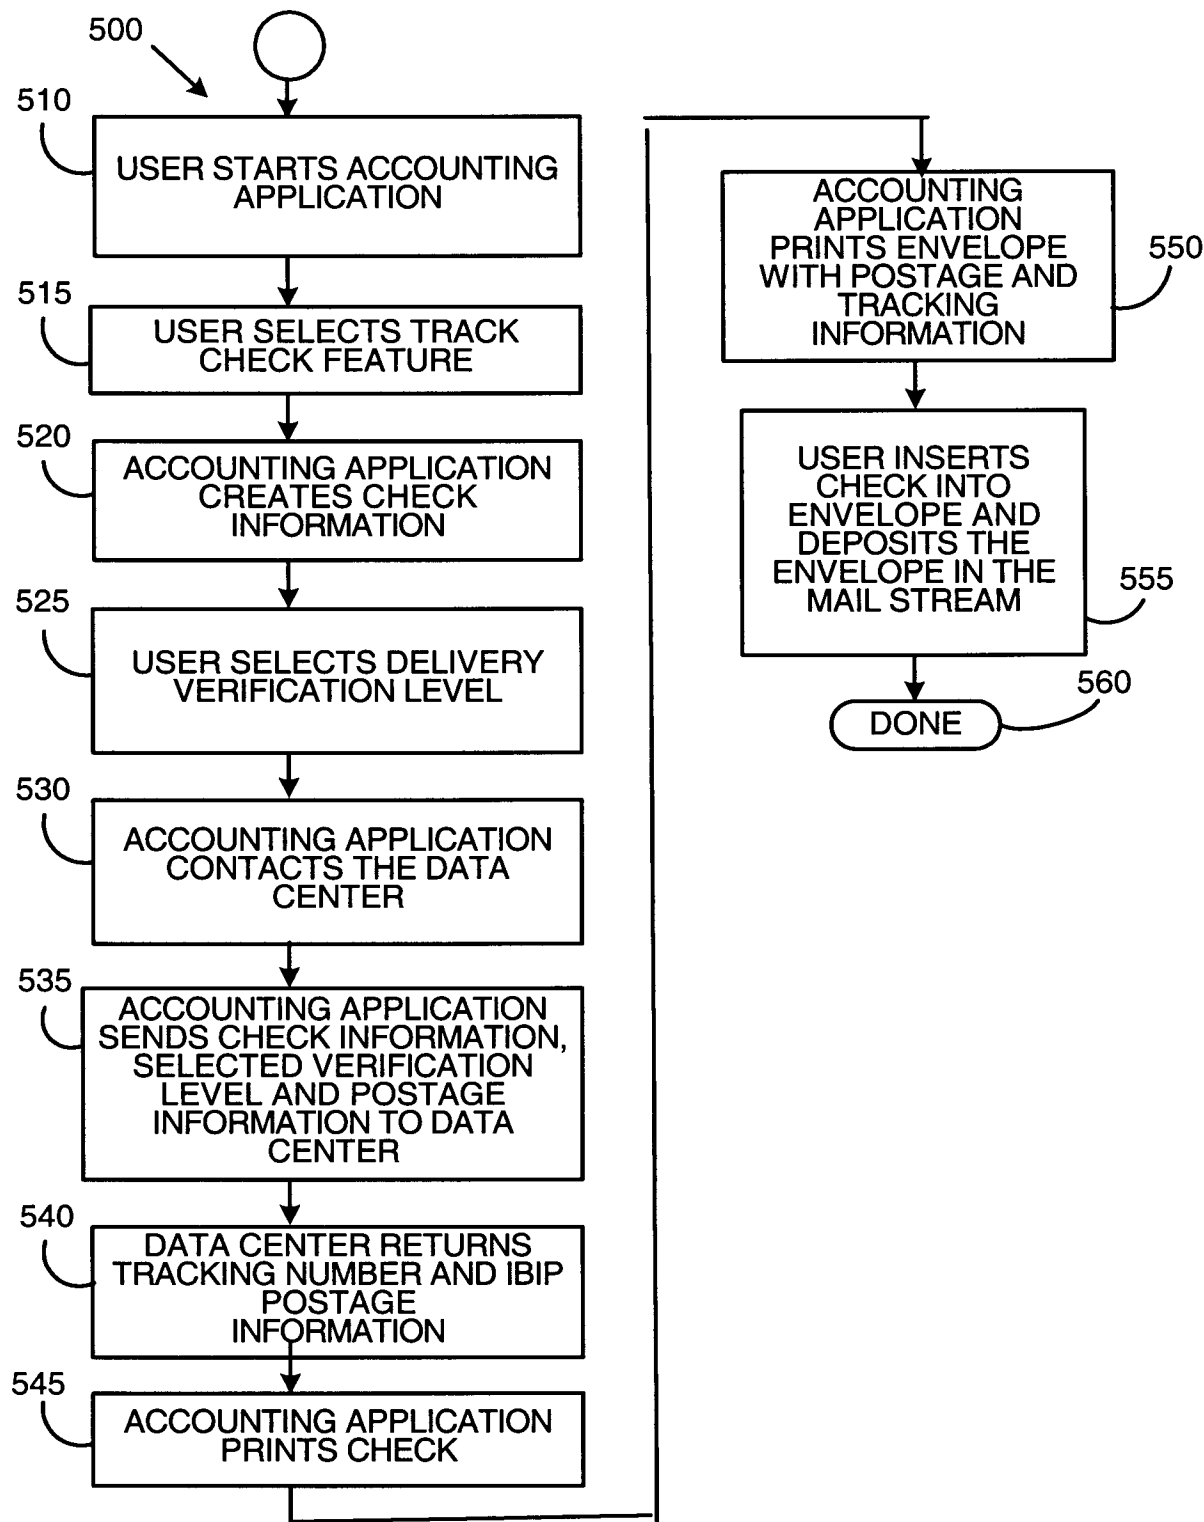 500
510
USER STARTS ACCOUNTING
APPLICATION
515
USER SELECTS TRACK
CHECK FEATURE
520
ACCOUNTING APPLICATION
CREATES CHECK
INFORMATION
525
USER SELECTS DELIVERY
VERIFICATION LEVEL
530
ACCOUNTING APPLICATION
CONTACTS THE DATA
CENTER
535
ACCOUNTING APPLICATION
SENDS CHECK INFORMATION,
SELECTED VERIFICATION
LEVEL AND POSTAGE
INFORMATION TO DATA
CENTER
540
DATA CENTER RETURNS
TRACKING NUMBER AND IBIP
POSTAGE
INFORMATION
545
ACCOUNTING APPLICATION
PRINTS CHECK
ACCOUNTING
APPLICATION
PRINTS ENVELOPE
WITH POSTAGE AND
TRACKING
INFORMATION
550
USER INSERTS
CHECK INTO
ENVELOPE AND
DEPOSITS THE
ENVELOPE IN THE
MAIL STREAM
555
DONE
560